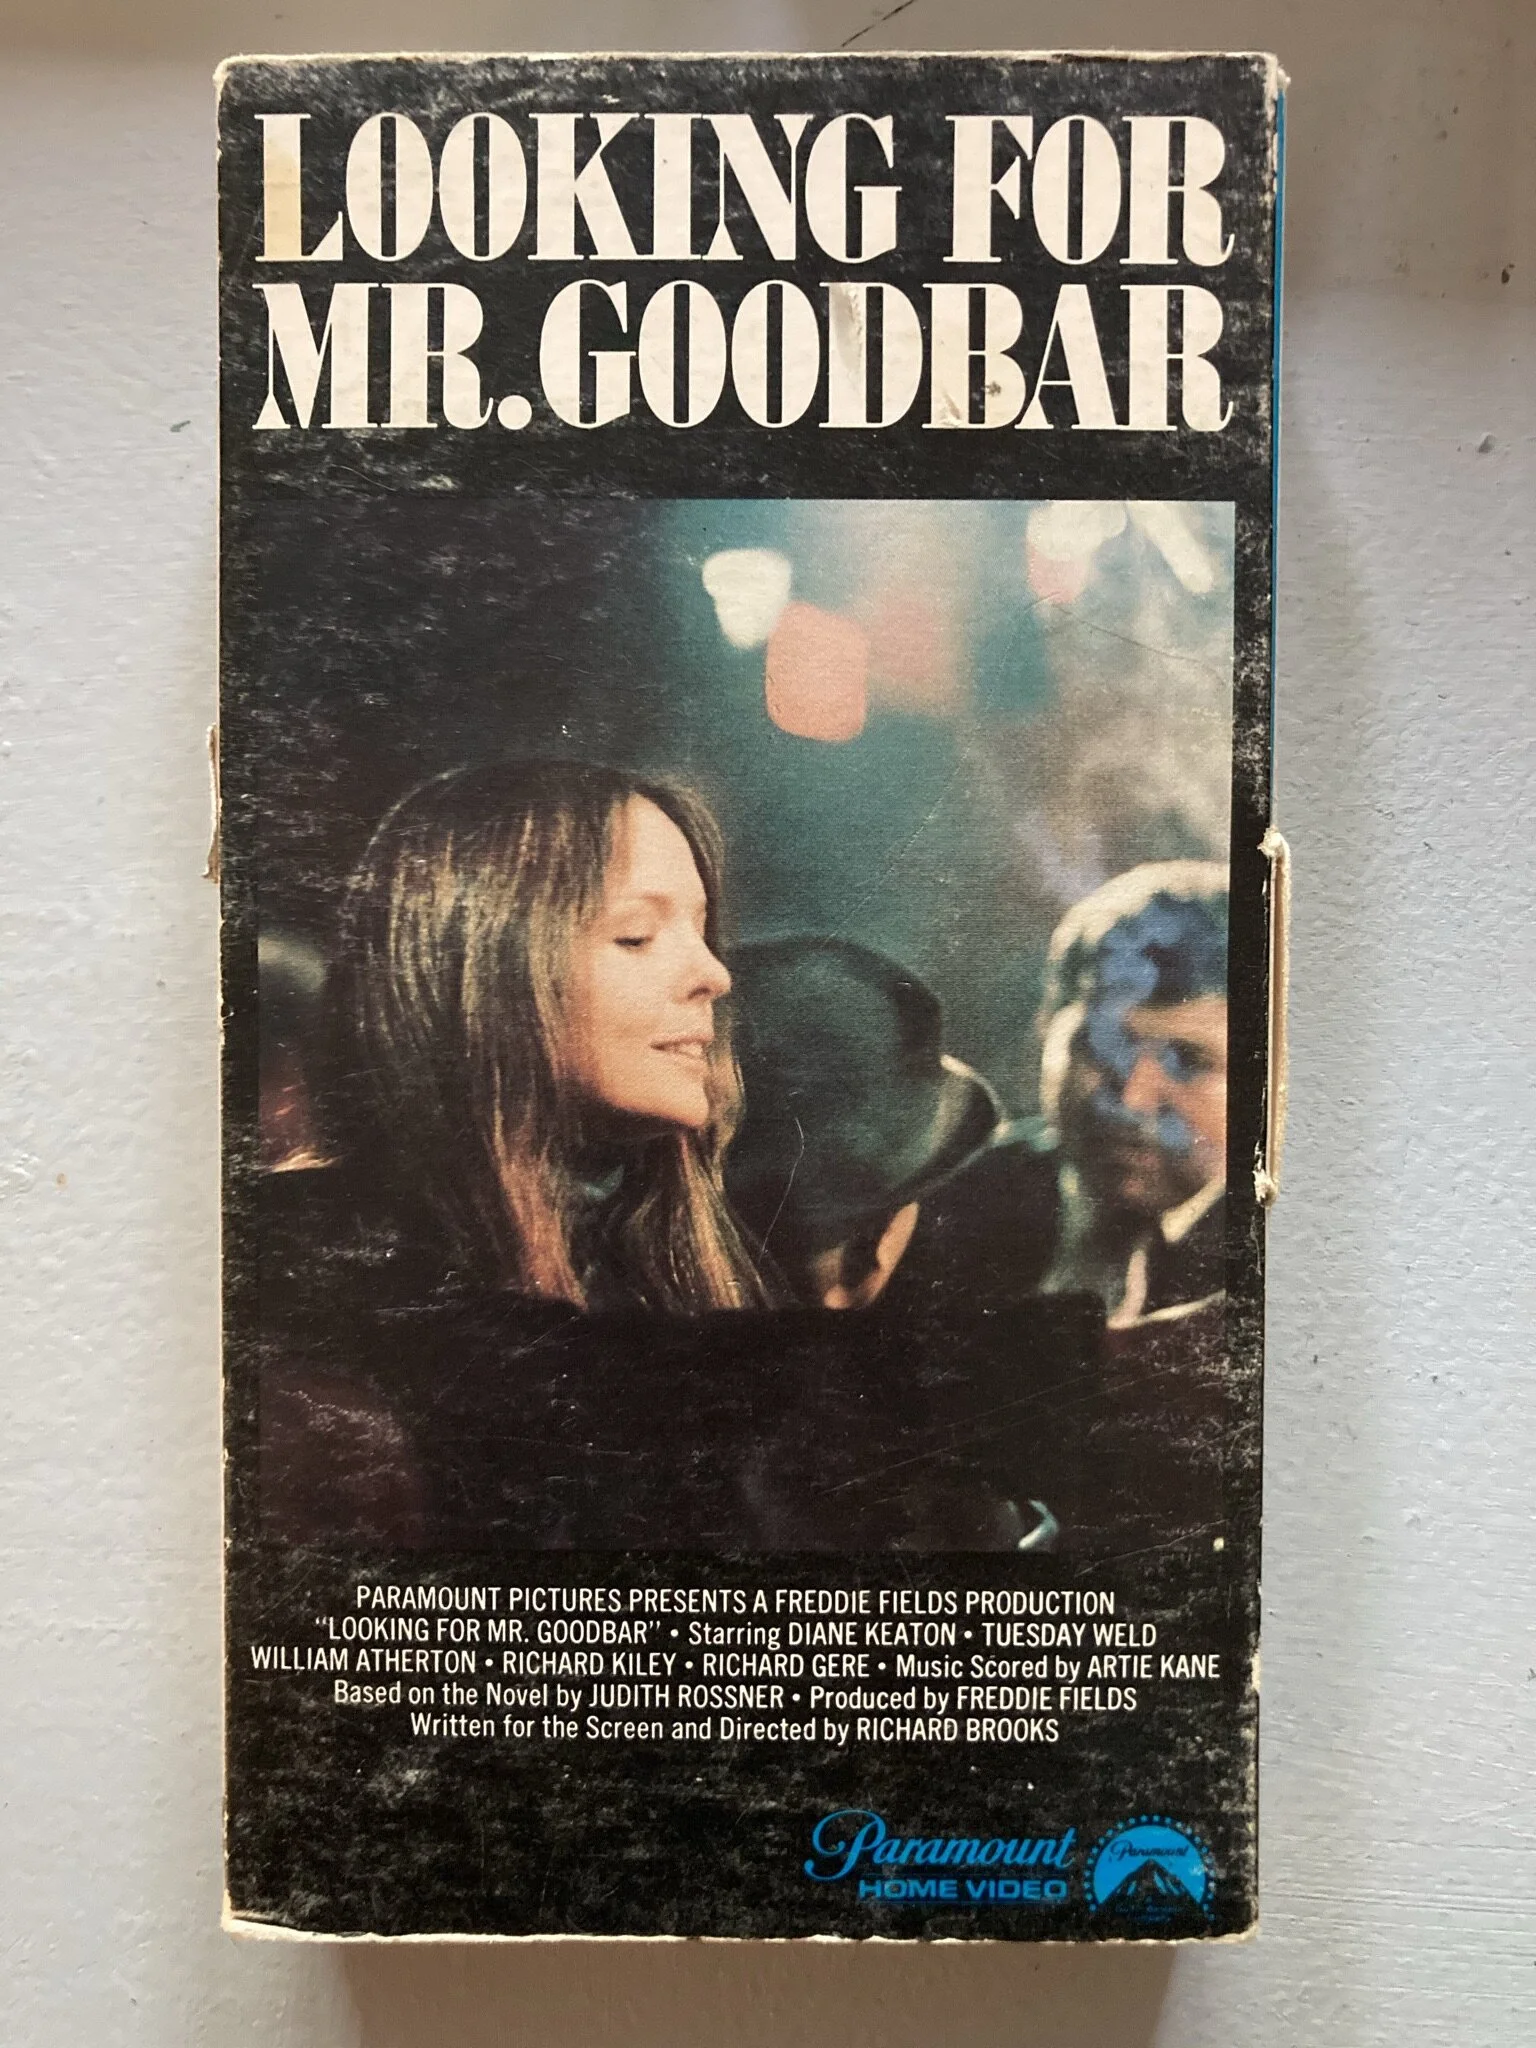 LOOKING FOR
MR. GOODBAR
PARAMOUNT PICTURES PRESENTS A FREDDIE FIELDS PRODUCTION
"LOOKING FOR MR. GOODBAR" • Starring DIANE KEATON • TUESDAY WELD
WILLIAM ATHERTON • RICHARD KILEY • RICHARD GERE • Music Scored by ARTIE KANE
Based on the Novel by JUDITH ROSSNER • Produced by FREDDIE FIELDS
Written for the Screen and Directed by RICHARD BROOKS
Paramount
HOME VIDEO
Paramount